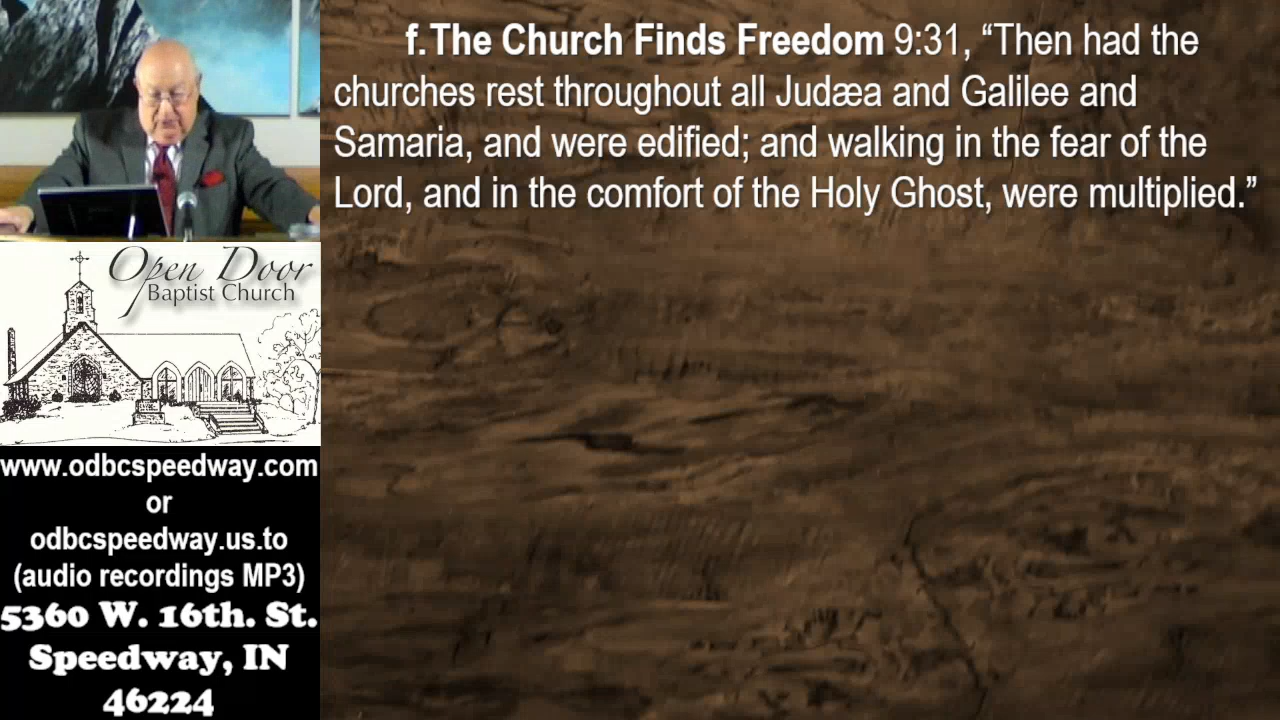 f. The Church Finds Freedom 9:31, “Then had the
churches rest throughout all Judæa and Galilee and
Samaria, and were edified; and walking in the fear of the
Lord, and in the comfort of the Holy Ghost, were multiplied.”
Open Door
Baptist Church
www.odbcspeedway.com
or
odbcspeedway.us.to
(audio recordings MP3)
5360 W. 16th. St.
Speedway, IN
46224